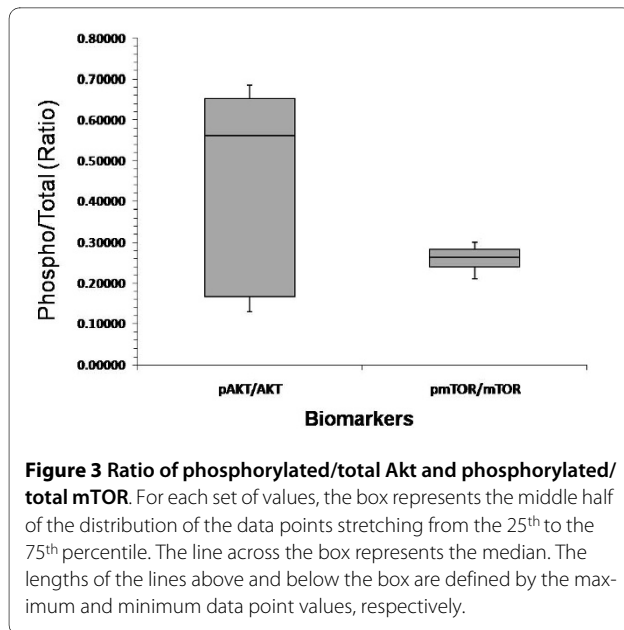 0.80000
0.70000
0.60000
0.50000
0.40000
0.30000
0.20000
0.10000
0.00000
Phospho/Total (Ratio)
pAKT/AKT
pmTOR/mTOR
Biomarkers
Figure 3 Ratio of phosphorylated/total Akt and phosphorylated/
total mTOR. For each set of values, the box represents the middle half
of the distribution of the data points stretching from the 25th to the
75th percentile. The line across the box represents the median. The
lengths of the lines above and below the box are defined by the max-
imum and minimum data point values, respectively.